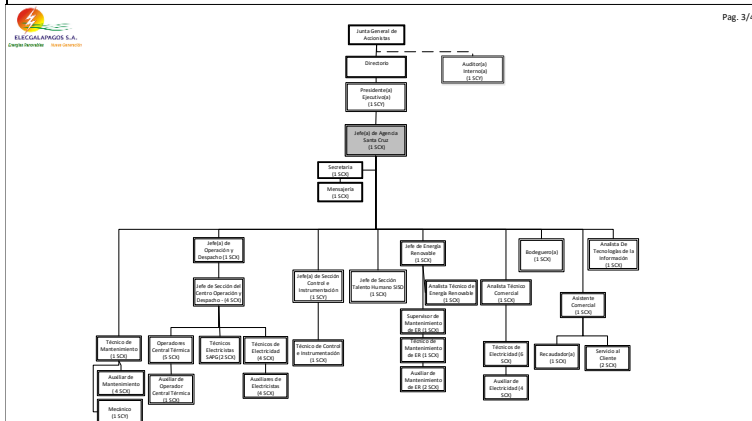 Pag. 3/4
ELECGALAPAGOS S.A.
Energías Renovables
Junta General de
Accionistas
Directorio
Auditor(a)
Interno(a)
(1 SCY)
Presidente(a)
Ejecutivo(a)
(1 SCY)
Jefe(a) de Agencia
Santa Cruz
(1 SCX)
Secretaria
(1 SCX)
Mensajería
(1 SCX)
Jefe(a) de
Operación y
Despacho (1 SCX)
Jefe de Energía
Renovable
(1 SCX)
Bodeguero(a)
(1 SCX)
Analista De
Tecnologías de la
Información
(1 SCX)
Jefe de Sección del
Centro Operación y
Despacho - (4 SCX)
Jefe(a) de Sección
Control e
Instrumentación
(1 SCY)
Jefe de Sección
Talento Humano SISO
(1 SCX)
Analista Técnico de
Energía Renovable
(1 SCX)
Analista Técnico
Comercial
(1 SCX)
Asistente
Comercial
(1 SCX)
Supervisor de
Mantenimiento
de ER (1 SCX)
Técnico de
Mantenimiento
(1 SCX)
Operadores
Central Térmica
(5 SCX)
Técnicos
Electricistas
SAPG (2 SCX)
Técnicos de
Electricidad
(4 SCX)
Técnico de Control
e Instrumentación
(1 SCX)
Técnico de
Mantenimiento
de ER (1 SCX)
Técnicos de
Electricidad (6
SCX)
Recaudador(a)
(1 SCX)
Servicio al
Cliente
(2 SCX)
Auxiliar de
Mantenimiento
(4 SCX)
Auxiliar de
Operador
Central Térmica
(1 SCX)
Auxiliares de
Electricistas
(4 SCX)
Auxiliar de
Mantenimiento
de ER (2 SCX)
Auxiliar de
Electricidad (4
SCX)
Mecánico
(1 SCY)